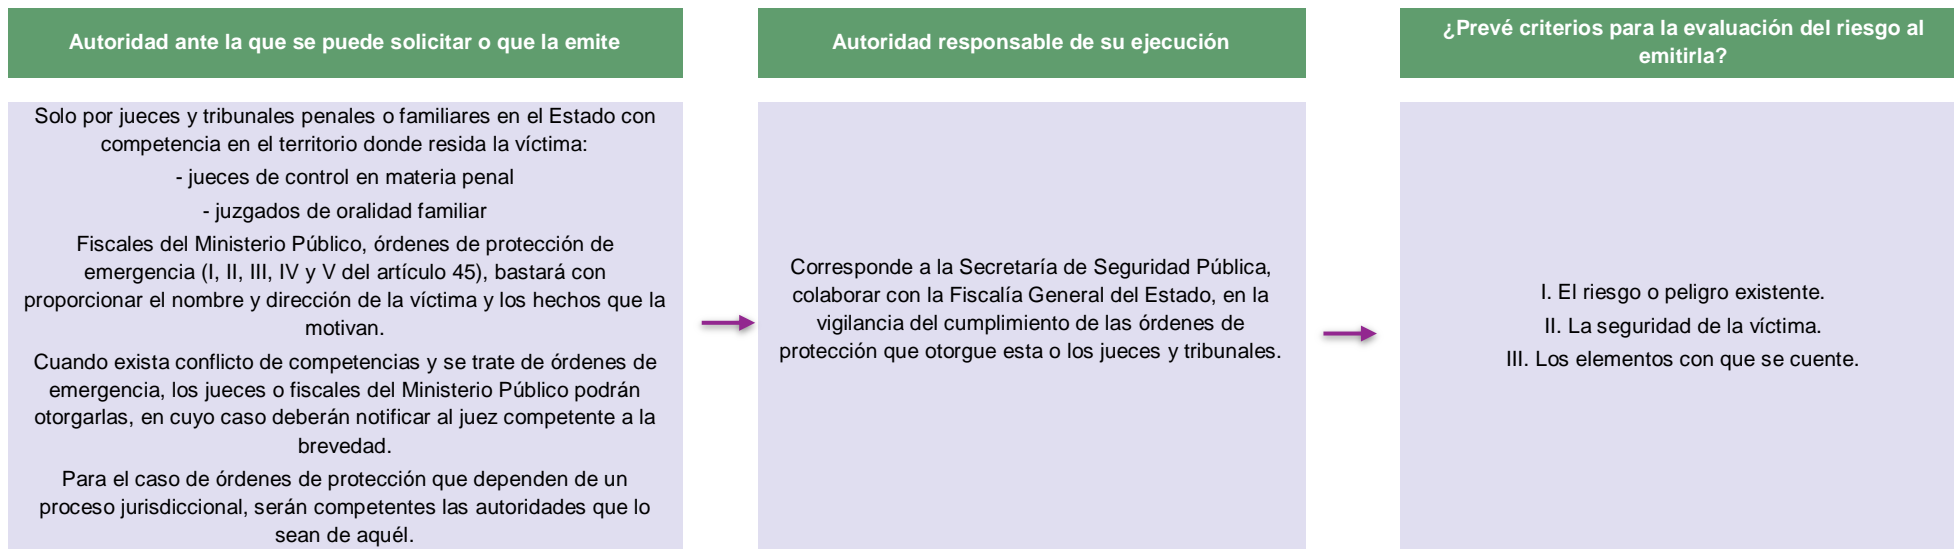 Autoridad ante la que se puede solicitar o que la emite
Solo por jueces y tribunales penales o familiares en el Estado con
competencia en el territorio donde resida la víctima:
- jueces de control en materia penal
- juzgados de oralidad familiar
Fiscales del Ministerio Público, órdenes de protección de
emergencia (I, II, III, IV y V del artículo 45), bastará con
proporcionar el nombre y dirección de la víctima y los hechos que la
motivan.
Cuando exista conflicto de competencias y se trate de órdenes de
emergencia, los jueces o fiscales del Ministerio Público podrán
otorgarlas, en cuyo caso deberán notificar al juez competente a la
brevedad.
Para el caso de órdenes de protección que dependen de un
proceso jurisdiccional, serán competentes las autoridades que lo
sean de aquél.
Autoridad responsable de su ejecución
Corresponde a la Secretaría de Seguridad Pública,
colaborar con la Fiscalía General del Estado, en la
vigilancia del cumplimiento de las órdenes de
protección que otorgue esta o los jueces y tribunales.
¿Prevé criterios para la evaluación del riesgo al
emitirla?
I. El riesgo o peligro existente.
II. La seguridad de la víctima.
III. Los elementos con que se cuente.